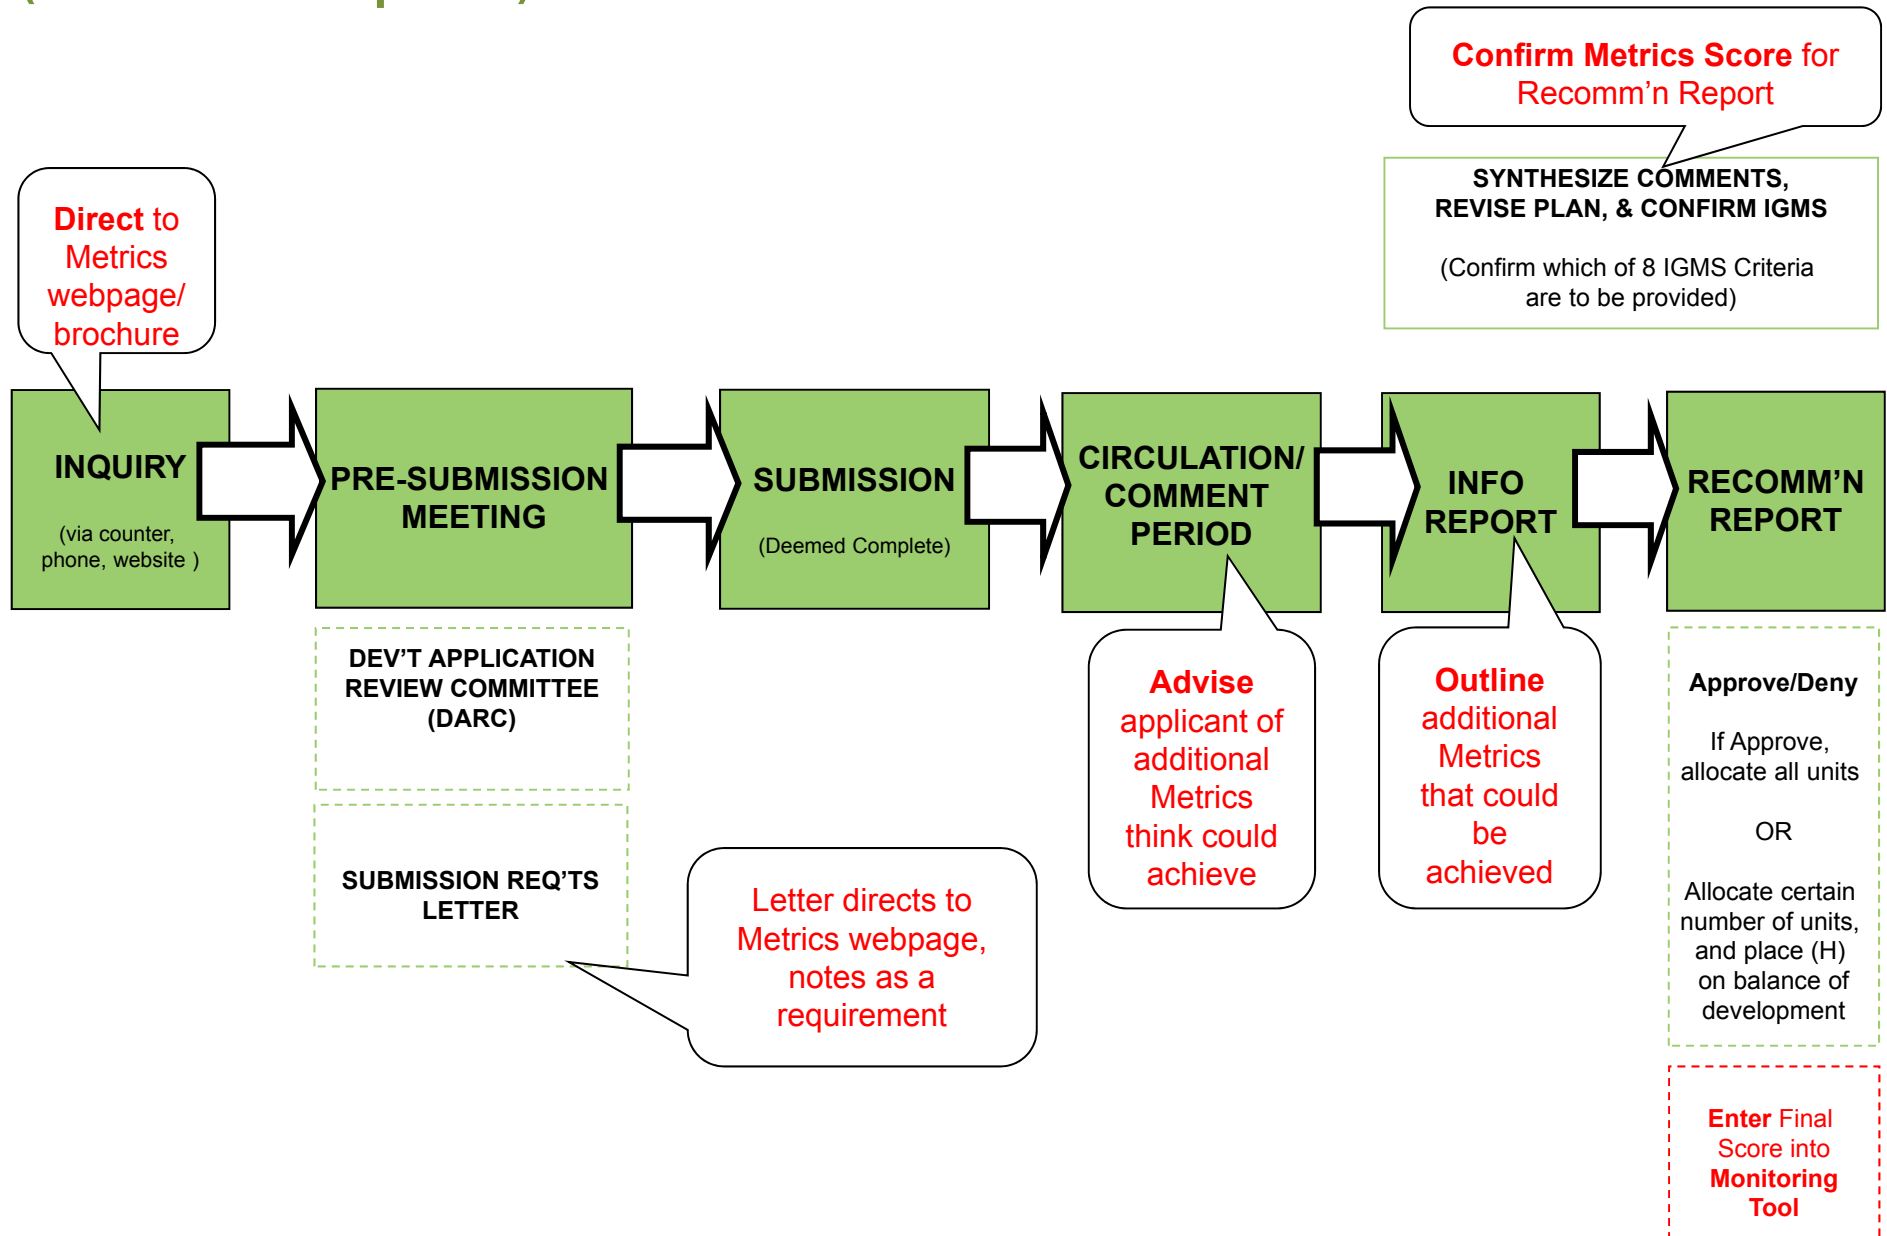 Confirm Metrics Score for
Recomm’n Report
SYNTHESIZE COMMENTS,
REVISE PLAN, & CONFIRM IGMS
(Confirm which of 8 IGMS Criteria
are to be provided)
Direct to
Metrics
webpage/
brochure
INQUIRY
(via counter,
phone, website )
PRE-SUBMISSION
MEETING
SUBMISSION
(Deemed Complete)
CIRCULATION/
COMMENT
PERIOD
INFO
REPORT
RECOMM’N
REPORT
DEV’T APPLICATION
REVIEW COMMITTEE
(DARC)
SUBMISSION REQ’TS
LETTER
Letter directs to
Metrics webpage,
notes as a
requirement
Advise
applicant of
additional
Metrics
think could
achieve
Outline
additional
Metrics
that could
be
achieved
Approve/Deny
If Approve,
allocate all units
OR
Allocate certain
number of units,
and place (H)
on balance of
development
Enter Final
Score into
Monitoring
Tool